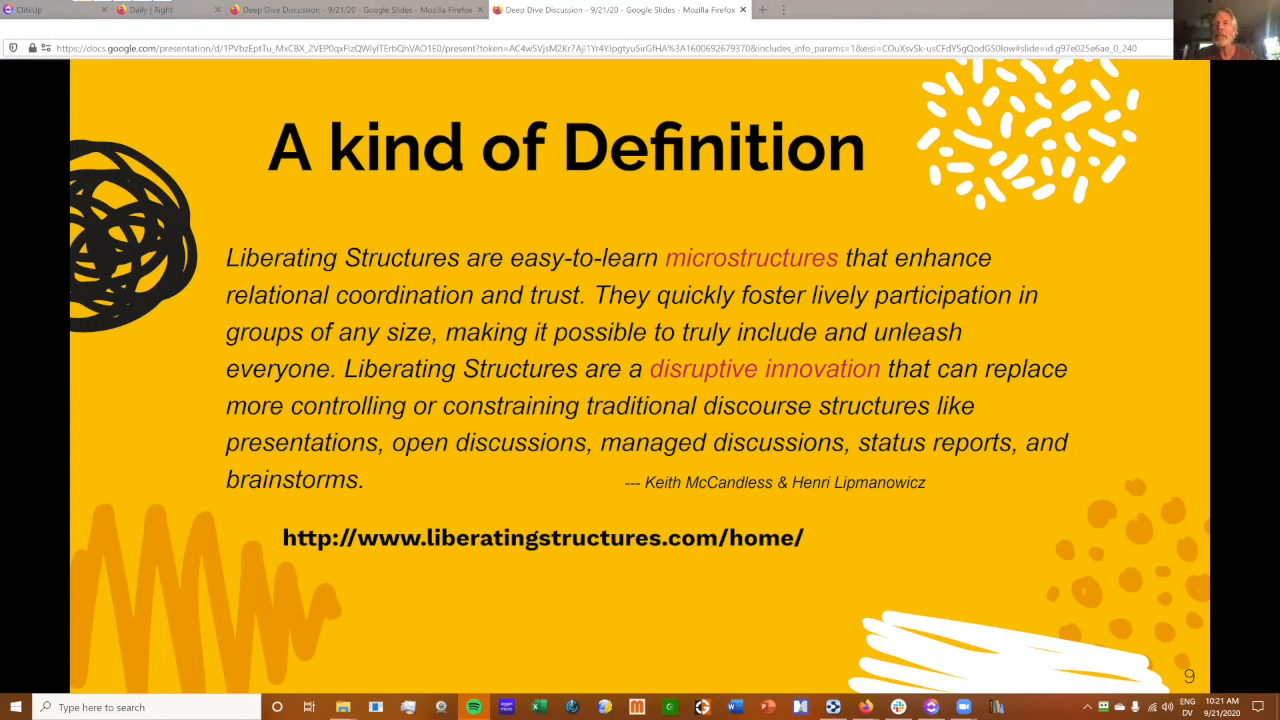 ClitkUp
Daily | Right
Deep Dive Discussion - 9/21/20 - Google Slides - Mozilla Firefox
Deep Dive Discussion - 9/21/20 - Google Slides - Mozilla Firefox
A kind of Definition
Liberating Structures are easy-to-learn microstructures that enhance
relational coordination and trust. They quickly foster lively participation in
groups of any size, making it possible to truly include and unleash
everyone. Liberating Structures are a disruptive innovation that can replace
more controlling or constraining traditional discourse structures like
presentations, open discussions, managed discussions, status reports, and
brainstorms.
--- Keith McCandless & Henri Lipmanowicz
http://www.liberatingstructures.com/home/
9
Type here to search
ENG
DV
10:21 AM
9/21/2020